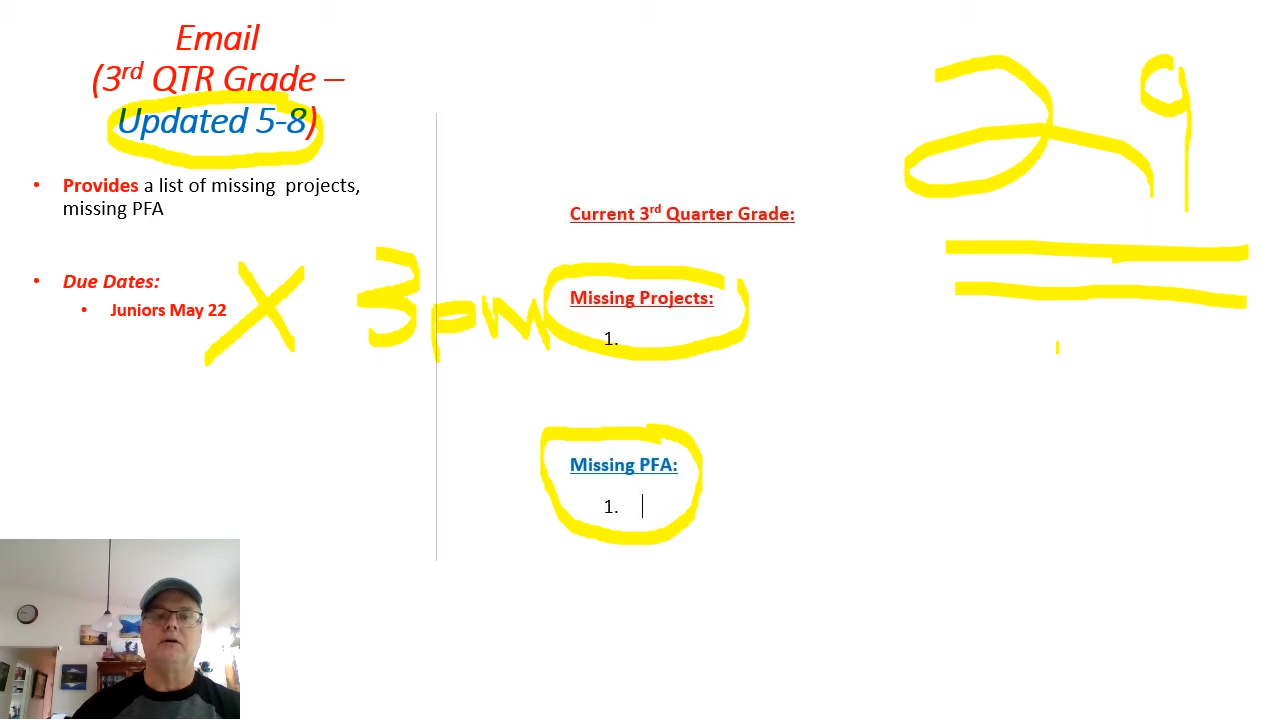 Email
(3rd QTR Grade –
Updated 5-8)
• Provides a list of missing projects,
missing PFA
• Due Dates:
• Juniors May 22
X 3pm
Current 3rd Quarter Grade:
Missing Projects:
1.
Missing PFA:
1.
29